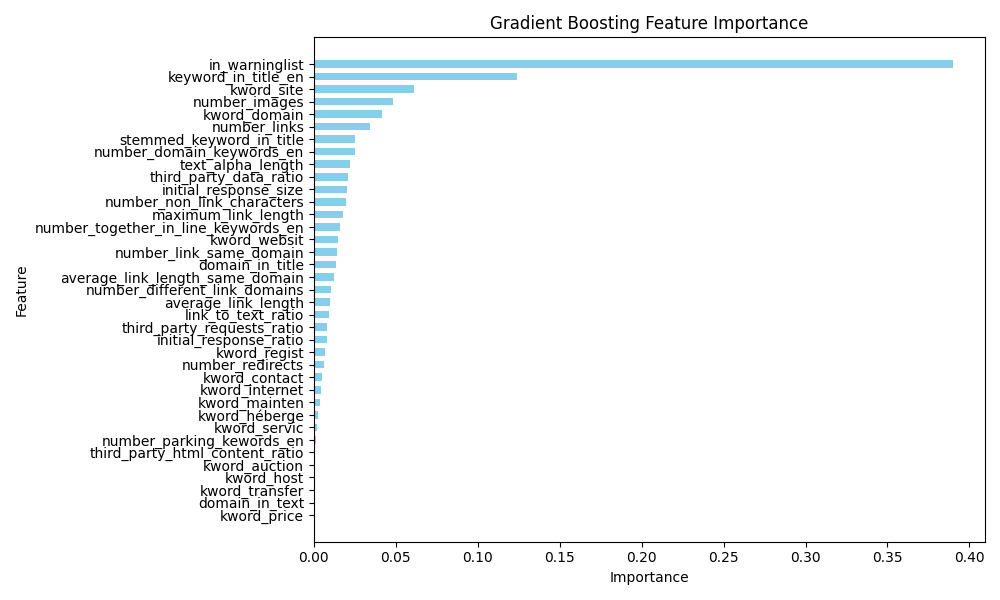 Gradient Boosting Feature Importance
in_warninglist
keyword_in_title_en
kword_site
number_images
kword_domain
number_links
stemmed_keyword_in_title
number_domain_keywords_en
text_alpha_length
third_party_data_ratio
initial_response_size
number_non_link_characters
maximum_link_length
number_together_in_line_keywords_en
kword_websit
number_link_same_domain
domain_in_title
average_link_length_same_domain
number_different_link_domains
average_link_length
link_to_text_ratio
third_party_requests_ratio
initial_response_ratio
kword_regist
number_redirects
kword_contact
kword_internet
kword_mainten
kword_héberge
kword_servic
number_parking_kewords_en
third_party_html_content_ratio
kword_auction
kword_host
kword_transfer
domain_in_text
kword_price
Feature
0.00 0.05 0.10 0.15 0.20 0.25 0.30 0.35 0.40
Importance